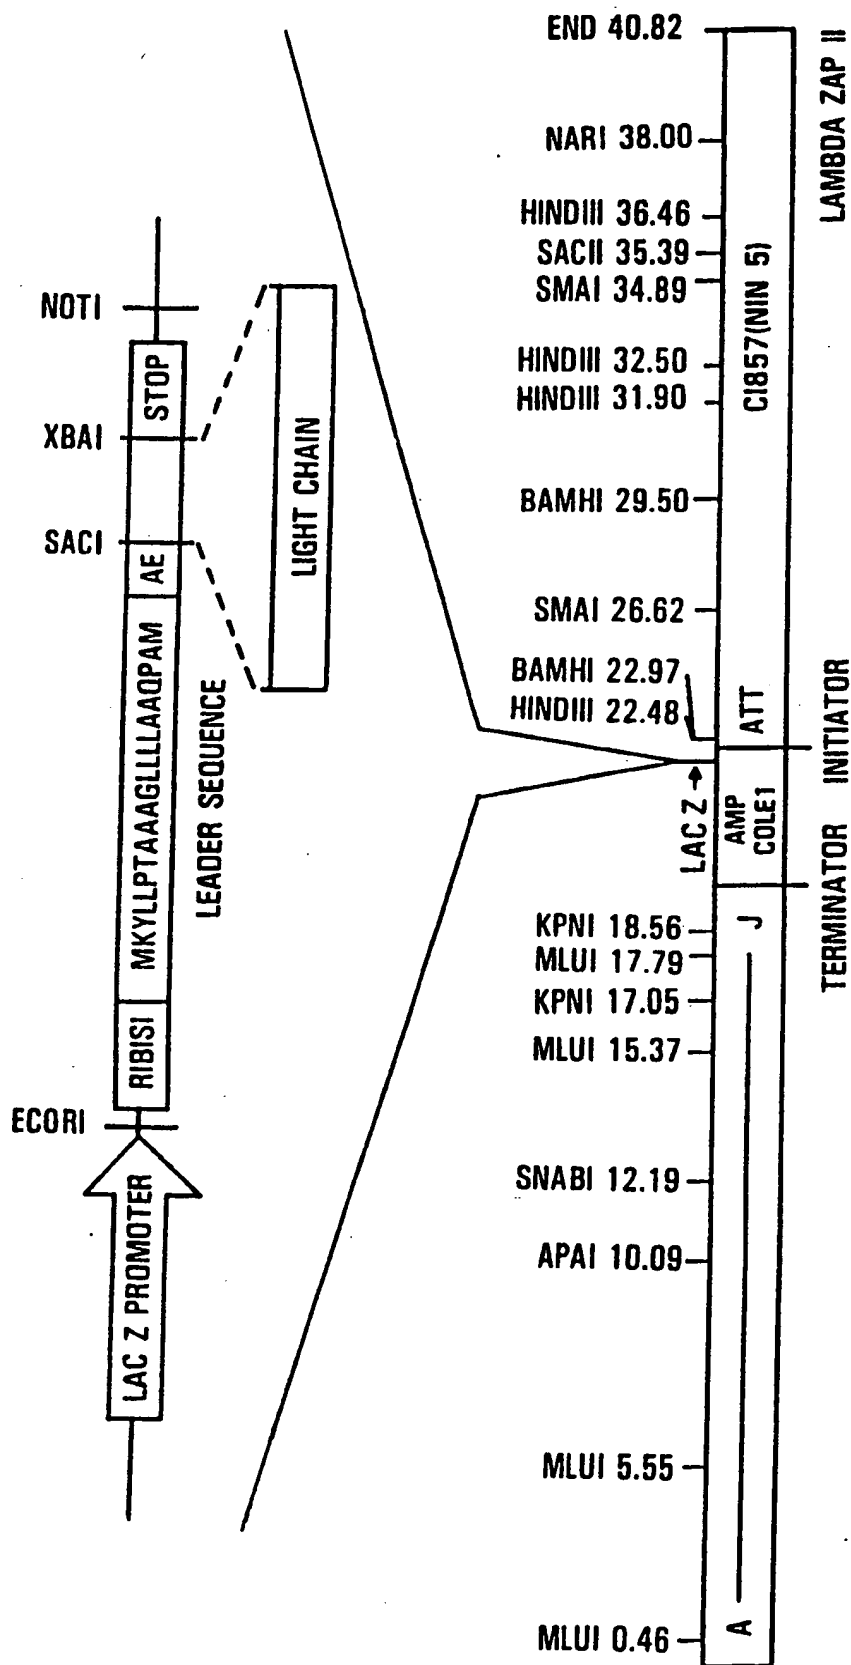 END 40.82
NARI 38.00
HINDIII 36.46
SACII 35.39
SMAI 34.89
HINDIII 32.50
HINDIII 31.90
BAMHI 29.50
SMAI 26.62
BAMHI 22.97
HINDIII 22.48
LAC Z
KPNI 18.56
MLUI 17.79
KPNI 17.05
MLUI 15.37
SNABI 12.19
APAI 10.09
MLUI 5.55
MLUI 0.46
CI857(NIN 5)
ATT
AMP
COLE1
J
A
LAMBDA ZAP II
INITIATOR
TERMINATOR
NOTI
STOP
XBAI
SACI
AE
MKYLLPTAAAGLLLLAAQPAM
LEADER SEQUENCE
RIBISI
ECORI
LAC Z PROMOTER
LIGHT CHAIN